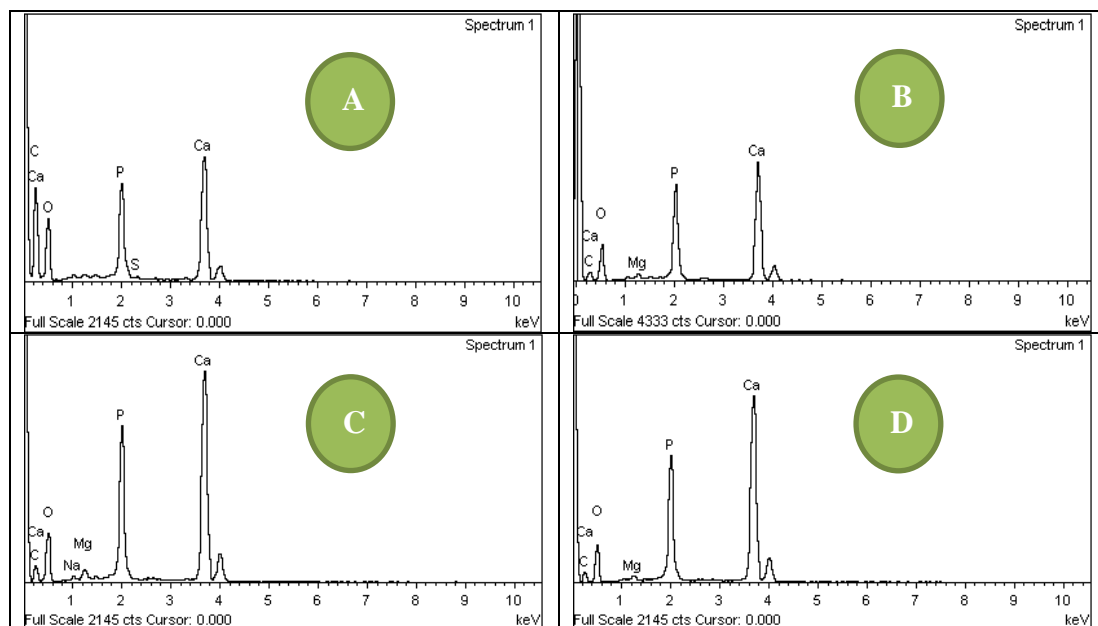 Spectrum 1
A
C
Ca
O
P
S
Ca
1 2 3 4 5 6 7 8 9 10
Full Scale 2145 cts Cursor: 0.000 keV
Spectrum 1
B
O
Ca
C
Mg
P
Ca
0 1 2 3 4 5 6 7 8 9 10
Full Scale 4333 cts Cursor: 0.000 keV
Spectrum 1
C
O
Ca
C
Na
Mg
P
Ca
1 2 3 4 5 6 7 8 9 10
Full Scale 2145 cts Cursor: 0.000 keV
Spectrum 1
D
O
Ca
C
Mg
P
Ca
1 2 3 4 5 6 7 8 9 10
Full Scale 2145 cts Cursor: 0.000 keV